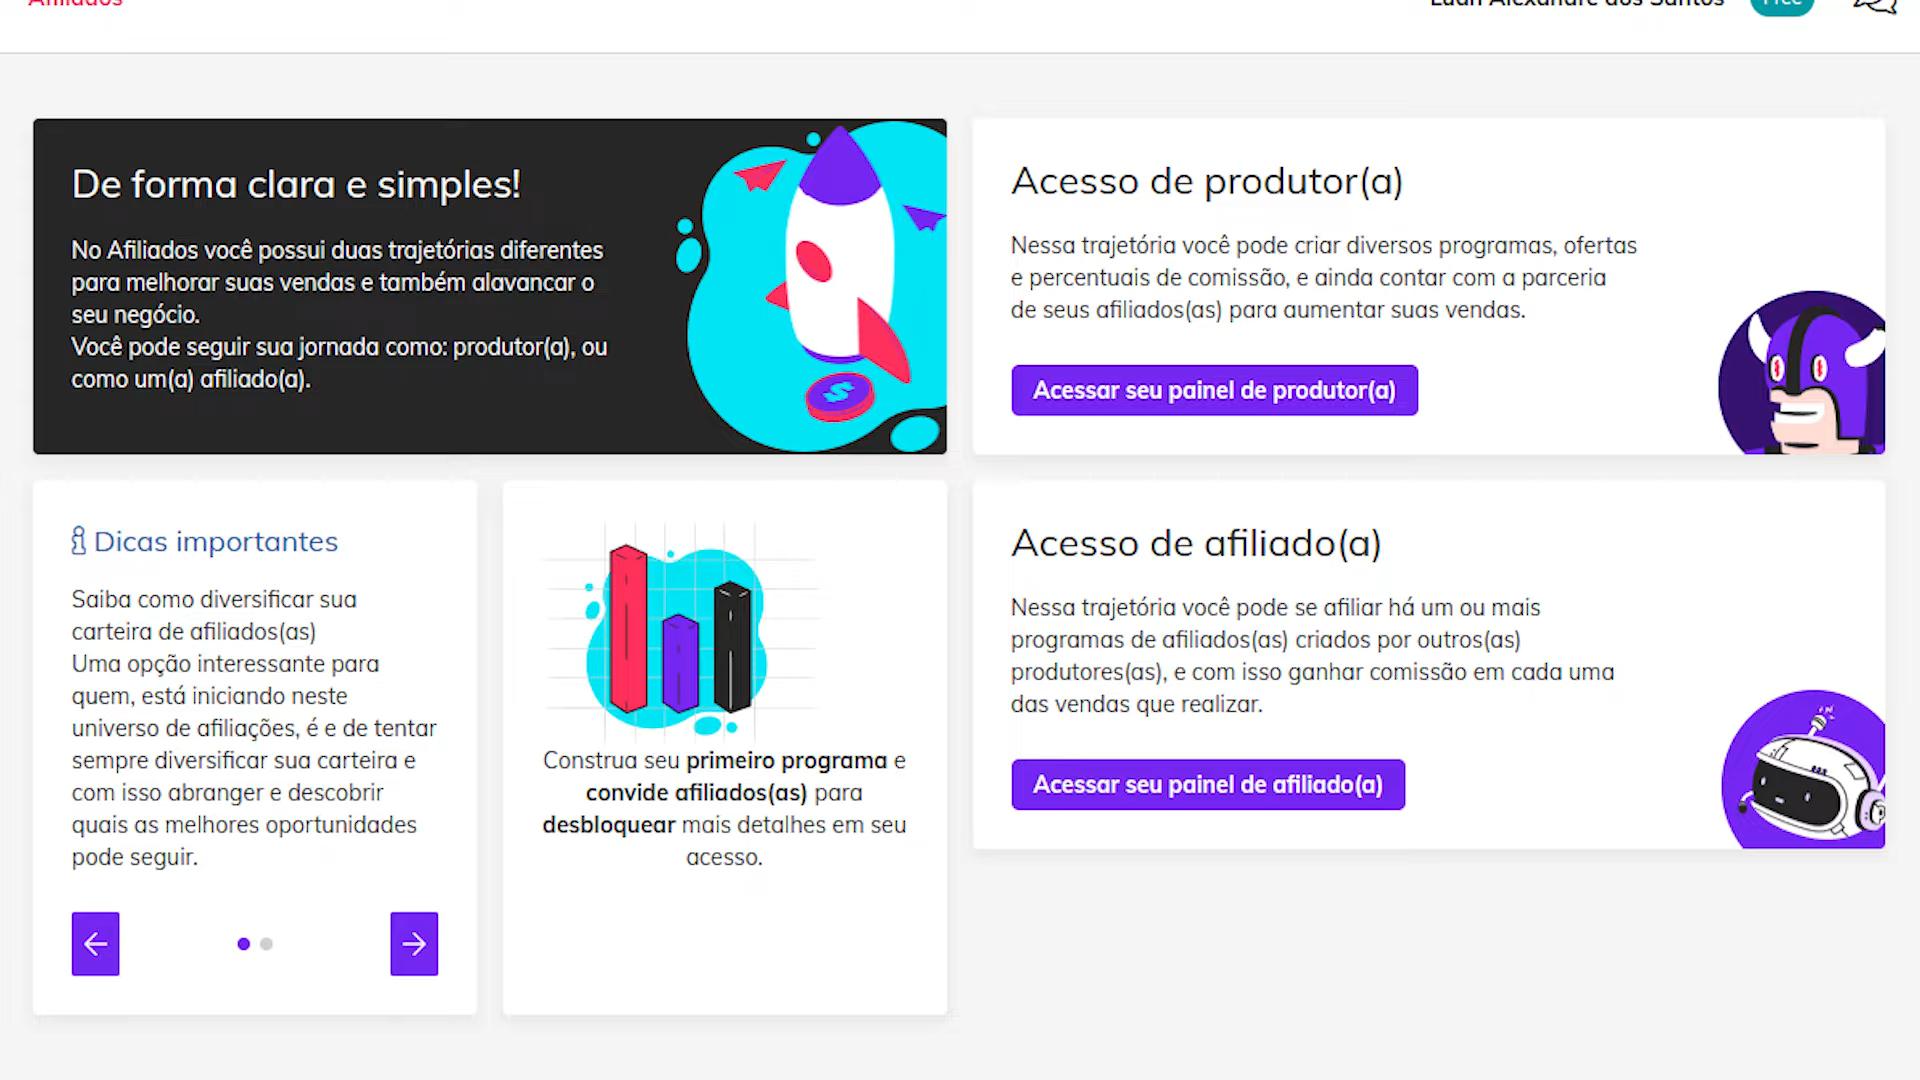 Afiliados
Luan Alexandre dos Santos
Free
De forma clara e simples!
No Afiliados você possui duas trajetórias diferentes
para melhorar suas vendas e também alavancar o
seu negócio.
Você pode seguir sua jornada como: produtor(a), ou
como um(a) afiliado(a).
Acesso de produtor(a)
Nessa trajetória você pode criar diversos programas, ofertas
e percentuais de comissão, e ainda contar com a parceria
de seus afiliados(as) para aumentar suas vendas.
Acessar seu painel de produtor(a)
Dicas importantes
Saiba como diversificar sua
carteira de afiliados(as)
Uma opção interessante para
quem, está iniciando neste
universo de afiliações, é e de tentar
sempre diversificar sua carteira e
com isso abranger e descobrir
quais as melhores oportunidades
pode seguir.
Construa seu primeiro programa e
convide afiliados(as) para
desbloquear mais detalhes em seu
acesso.
Acesso de afiliado(a)
Nessa trajetória você pode se afiliar há um ou mais
programas de afiliados(as) criados por outros(as)
produtores(as), e com isso ganhar comissão em cada uma
das vendas que realizar.
Acessar seu painel de afiliado(a)